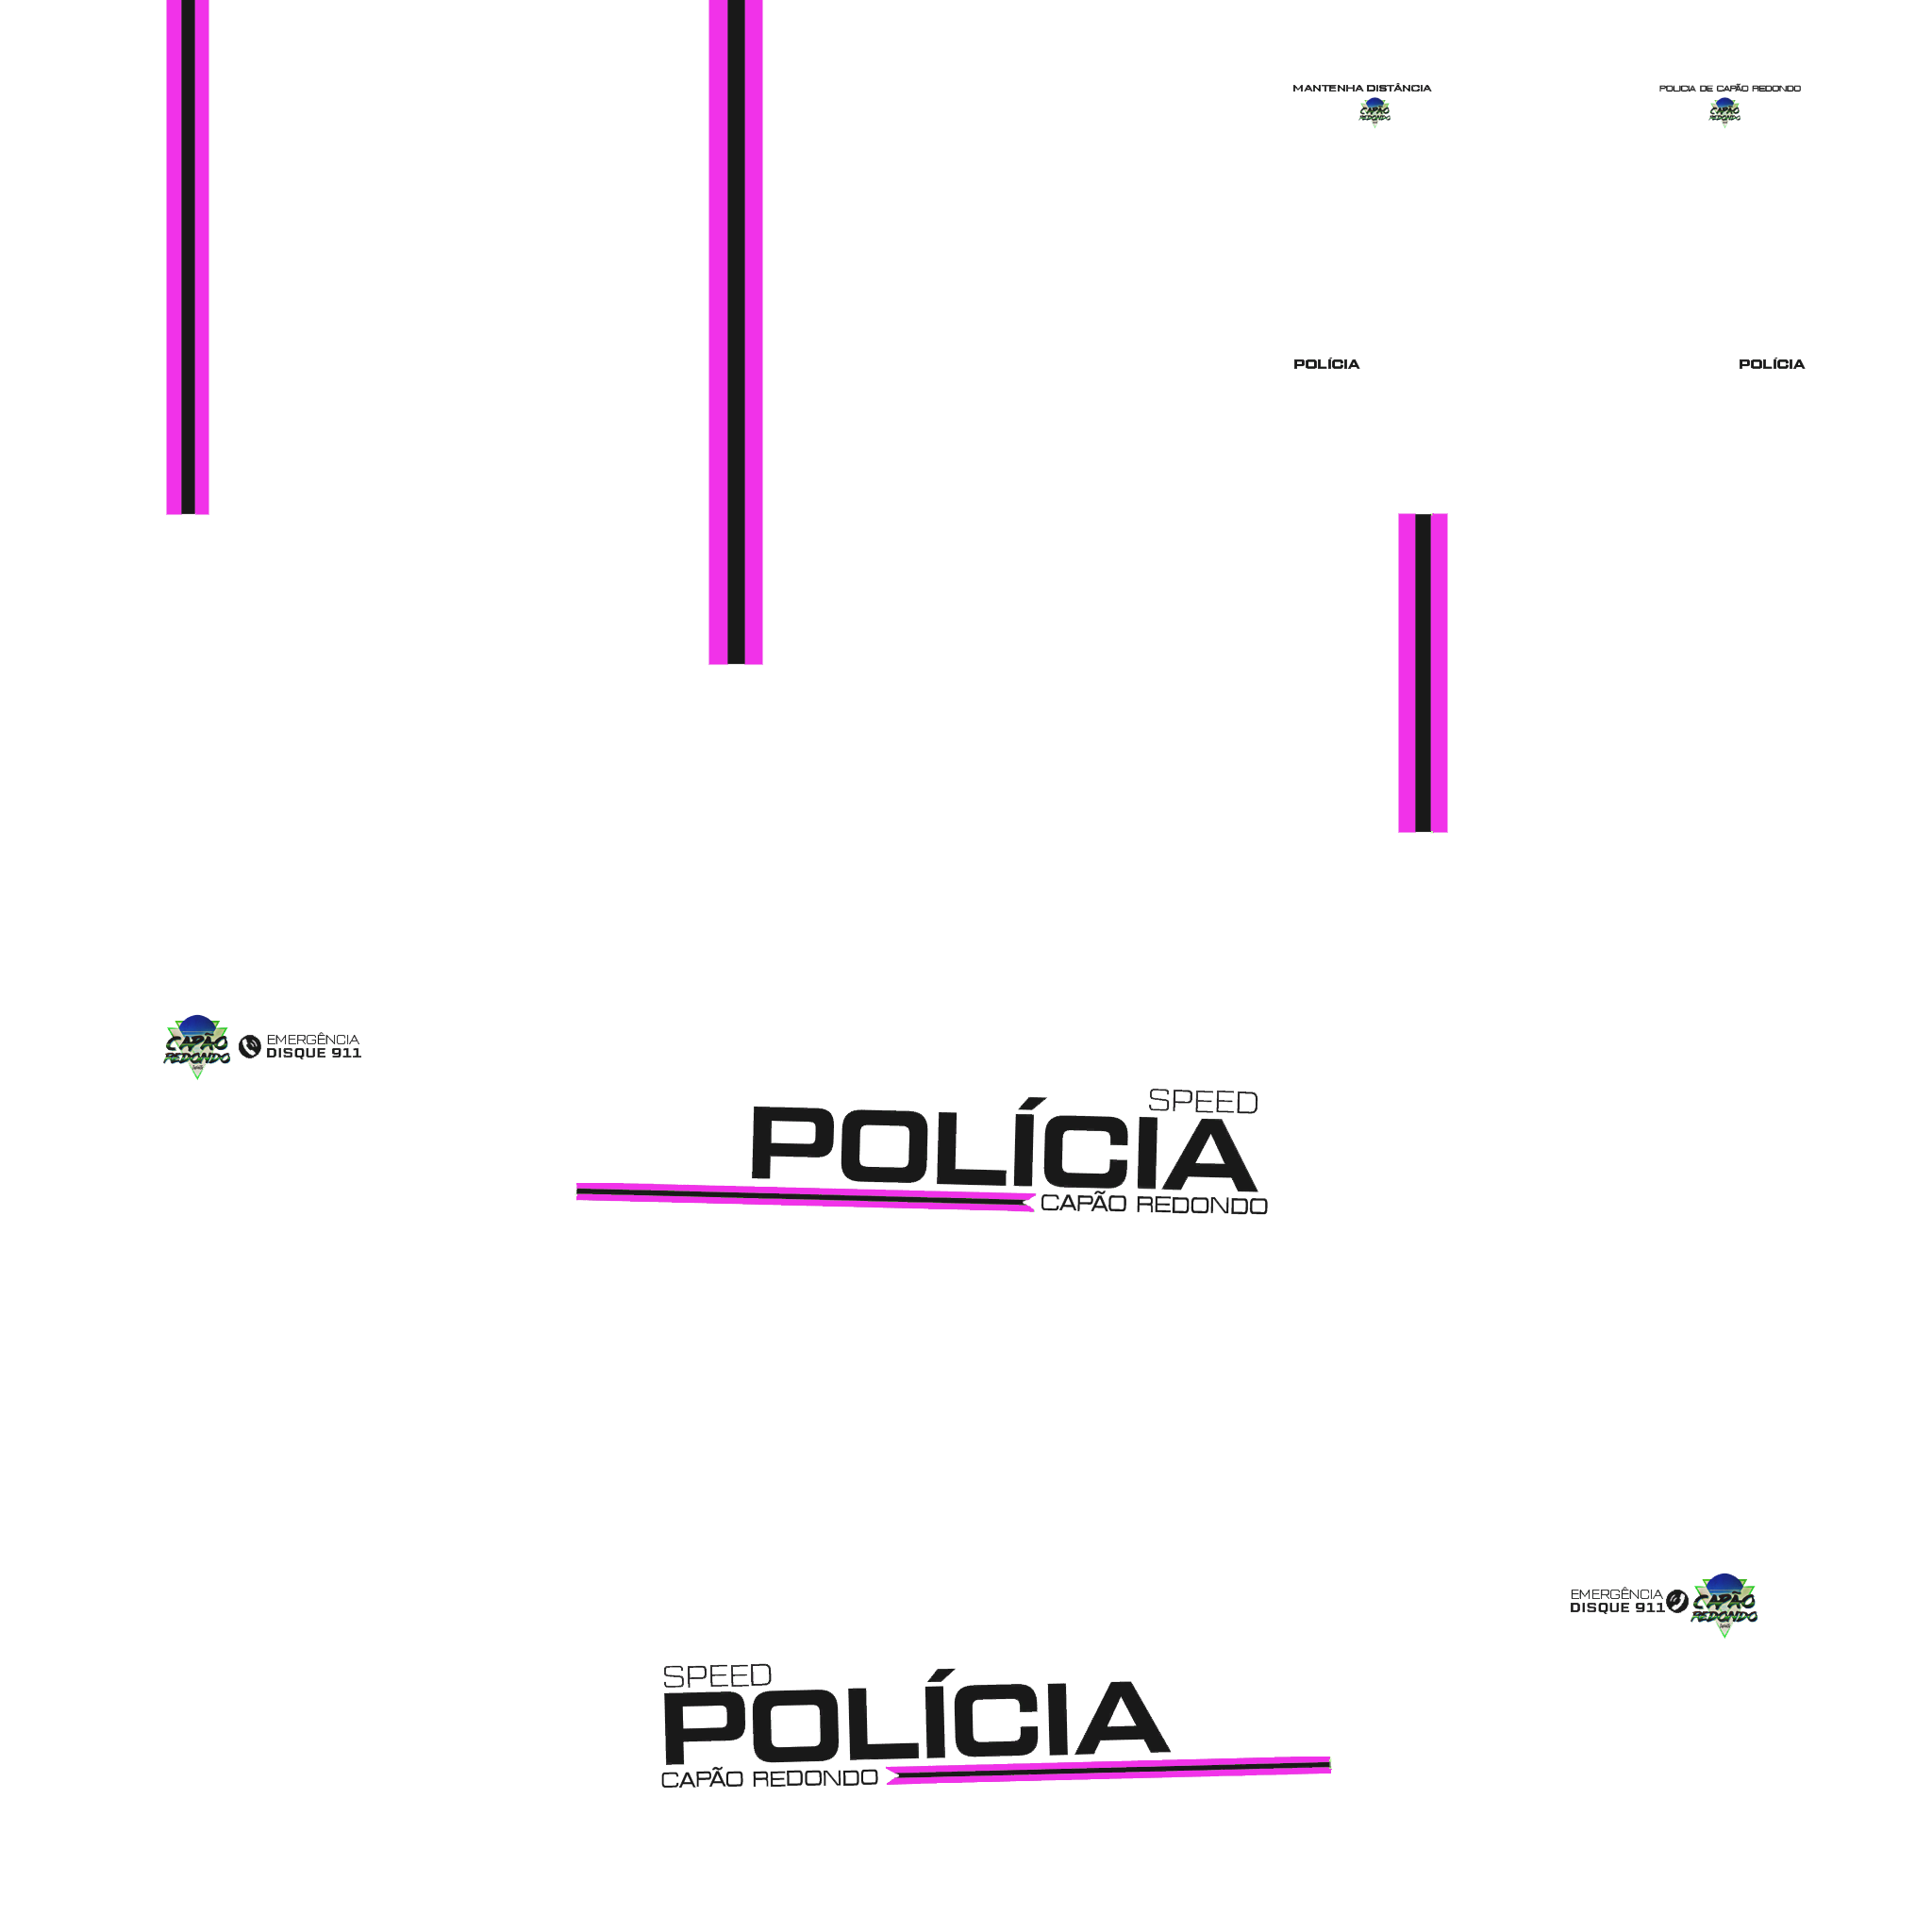 MANTENHA DISTÂNCIA
CAPÃO
REDONDO
POLICIA DE CAPÃO REDONDO
CAPÃO
REDONDO
POLÍCIA
POLÍCIA
CAPÃO
REDONDO
EMERGÊNCIA
DISQUE 911
SPEED
POLÍCIA
CAPÃO REDONDO
EMERGÊNCIA
DISQUE 911
CAPÃO
REDONDO
SPEED
POLÍCIA
CAPÃO REDONDO